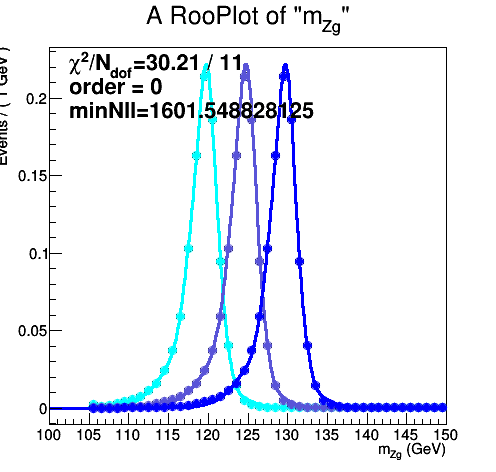 A RooPlot of "m_Zg"
χ²/N_dof=30.21 / 11
order = 0
minNll=1601.548828125
Events / ( 1 GeV )
0.2
0.15
0.1
0.05
0
100 105 110 115 120 125 130 135 140 145 150
m_Zg (GeV)